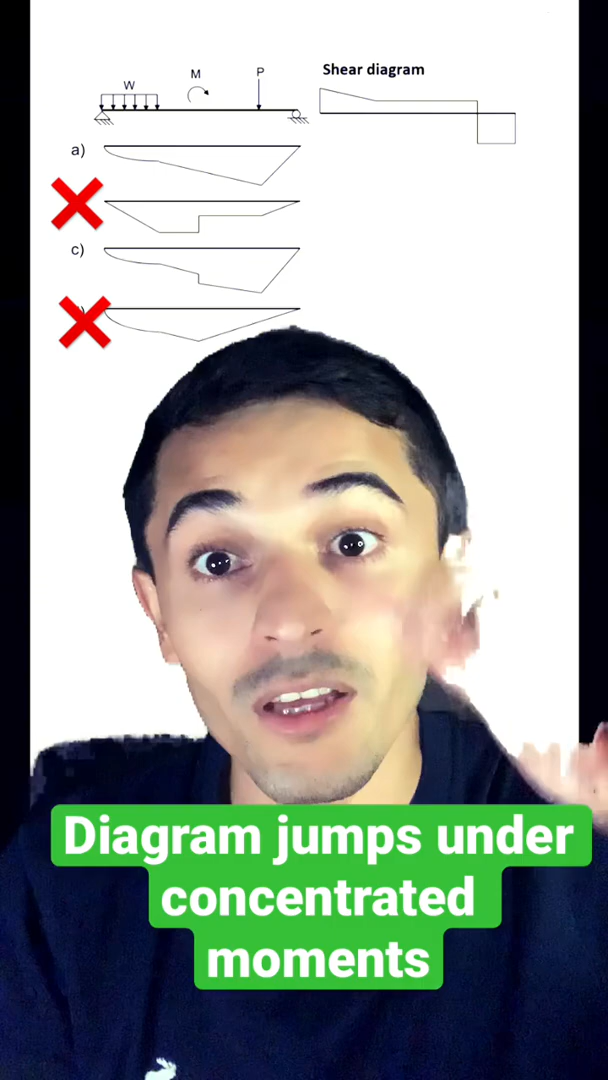 Shear diagram
W
M
P
a)
c)
Diagram jumps under
concentrated
moments